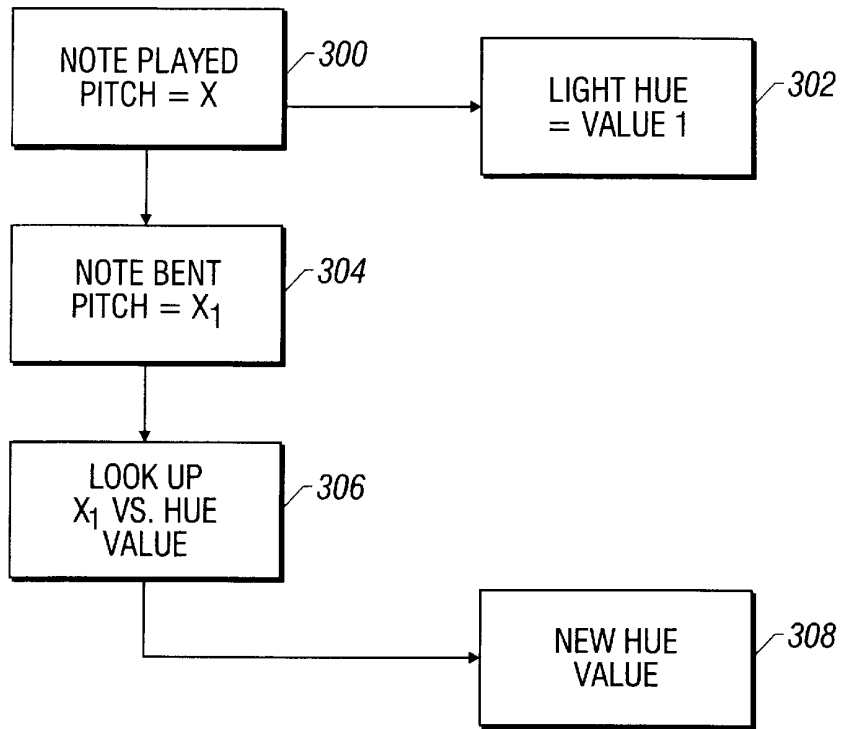 NOTE PLAYED
PITCH = X
300
LIGHT HUE
= VALUE 1
302
NOTE BENT
PITCH = X₁
304
LOOK UP
X₁ VS. HUE
VALUE
306
NEW HUE
VALUE
308